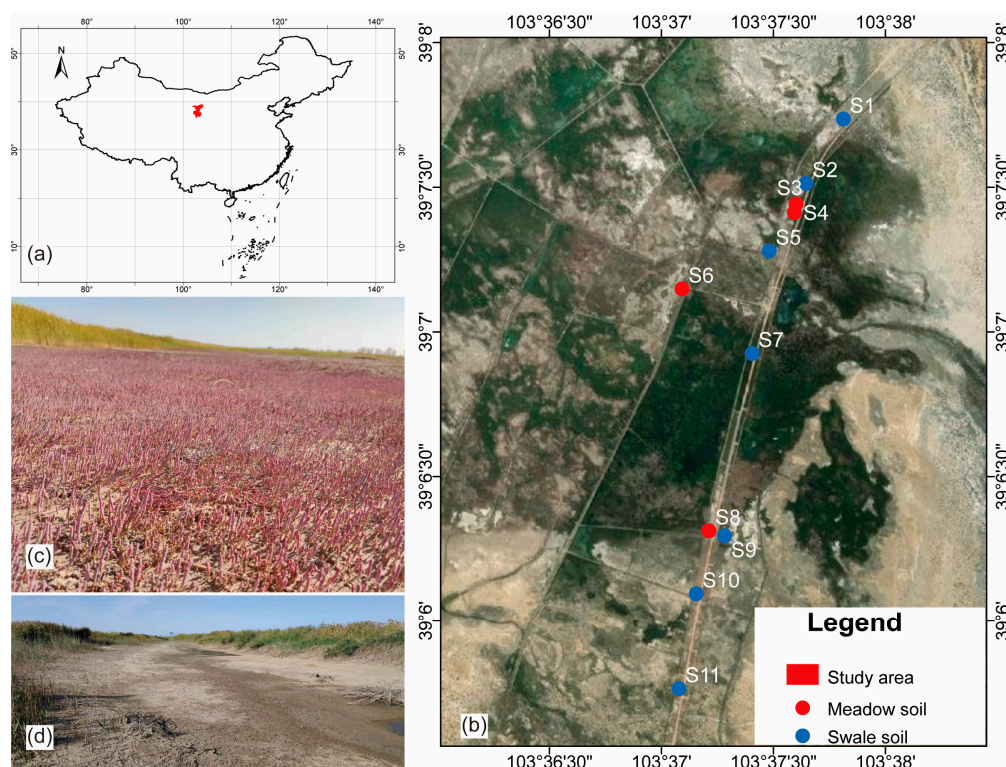 80° 100° 120° 140°
N
50° 50°
30° 30°
10° 10°
(a)
80° 100° 120° 140°
(c)
(d)
103°36'30" 103°37' 103°37'30" 103°38'
39°8' 39°8'
S1
S2
39°7'30" 39°7'30"
S3
S4
S5
S6
39°7' 39°7'
S7
39°6'30" 39°6'30"
S8
S9
S10
39°6' 39°6'
S11
(b)
Legend
Study area
Meadow soil
Swale soil
103°36'30" 103°37' 103°37'30" 103°38'